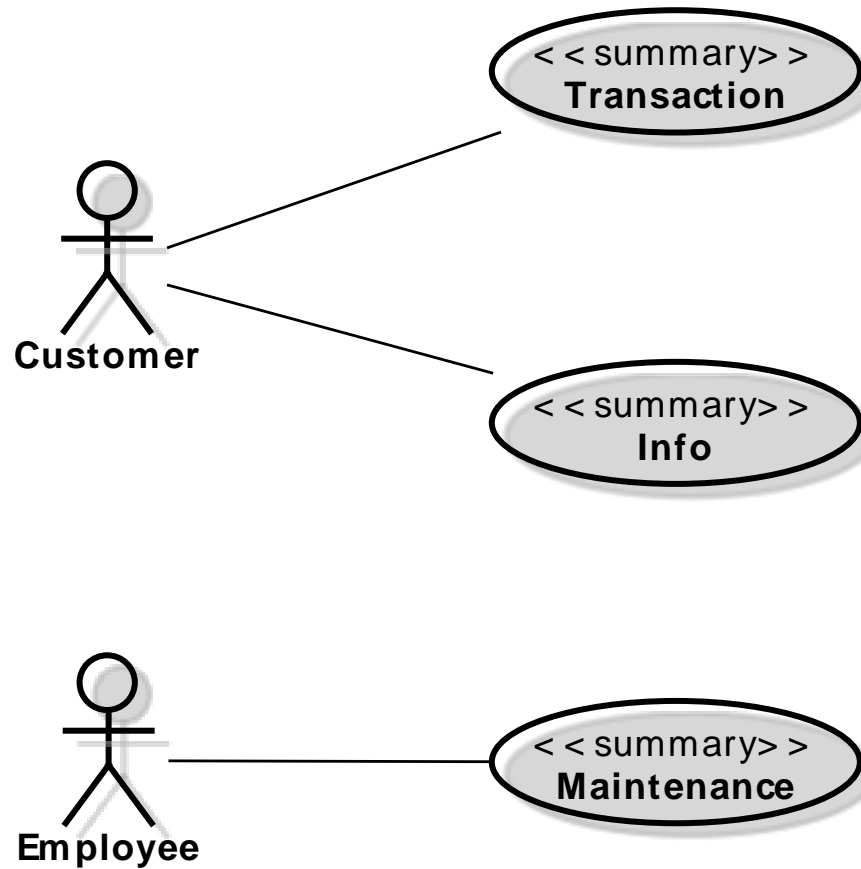 <<summary>>
Transaction
Customer
<<summary>>
Info
<<summary>>
Maintenance
Employee